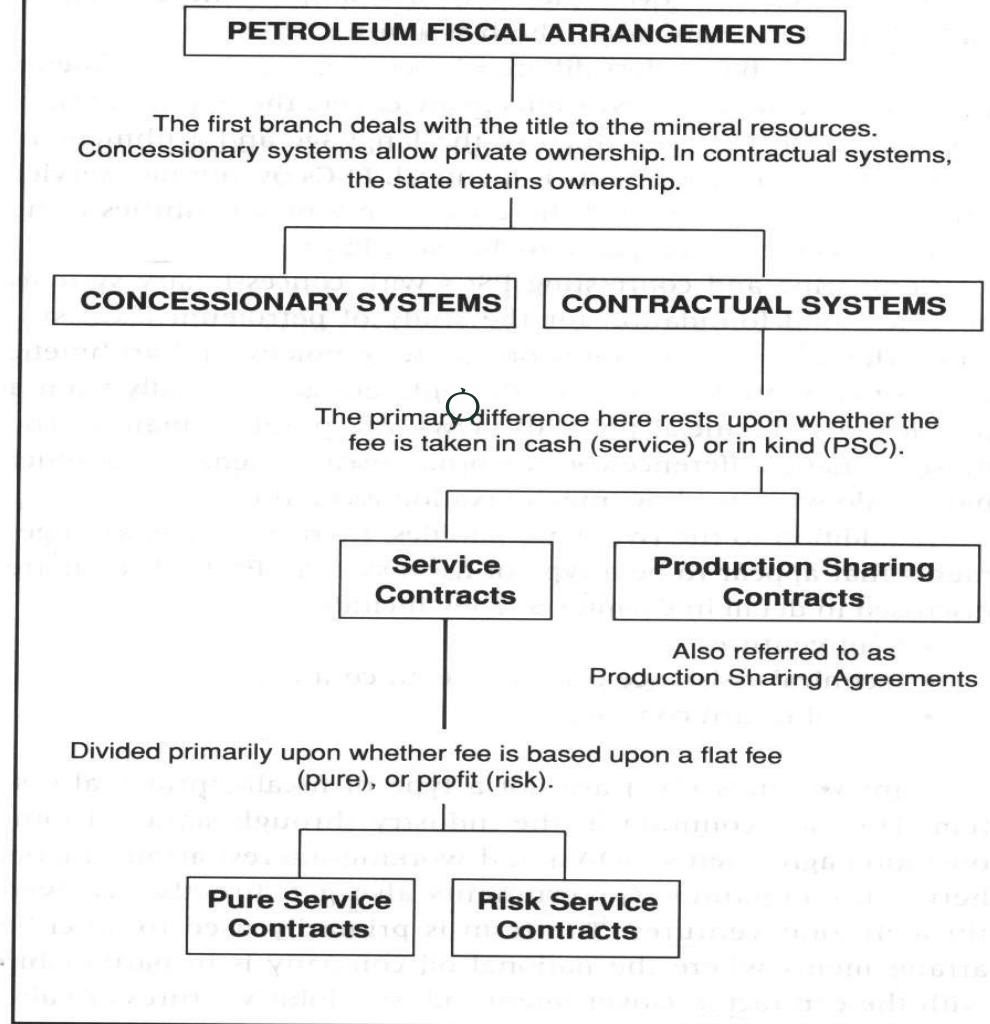 PETROLEUM FISCAL ARRANGEMENTS
The first branch deals with the title to the mineral resources.
Concessionary systems allow private ownership. In contractual systems,
the state retains ownership.
CONCESSIONARY SYSTEMS
CONTRACTUAL SYSTEMS
The primary difference here rests upon whether the
fee is taken in cash (service) or in kind (PSC).
Service
Contracts
Production Sharing
Contracts
Also referred to as
Production Sharing Agreements
Divided primarily upon whether fee is based upon a flat fee
(pure), or profit (risk).
Pure Service
Contracts
Risk Service
Contracts